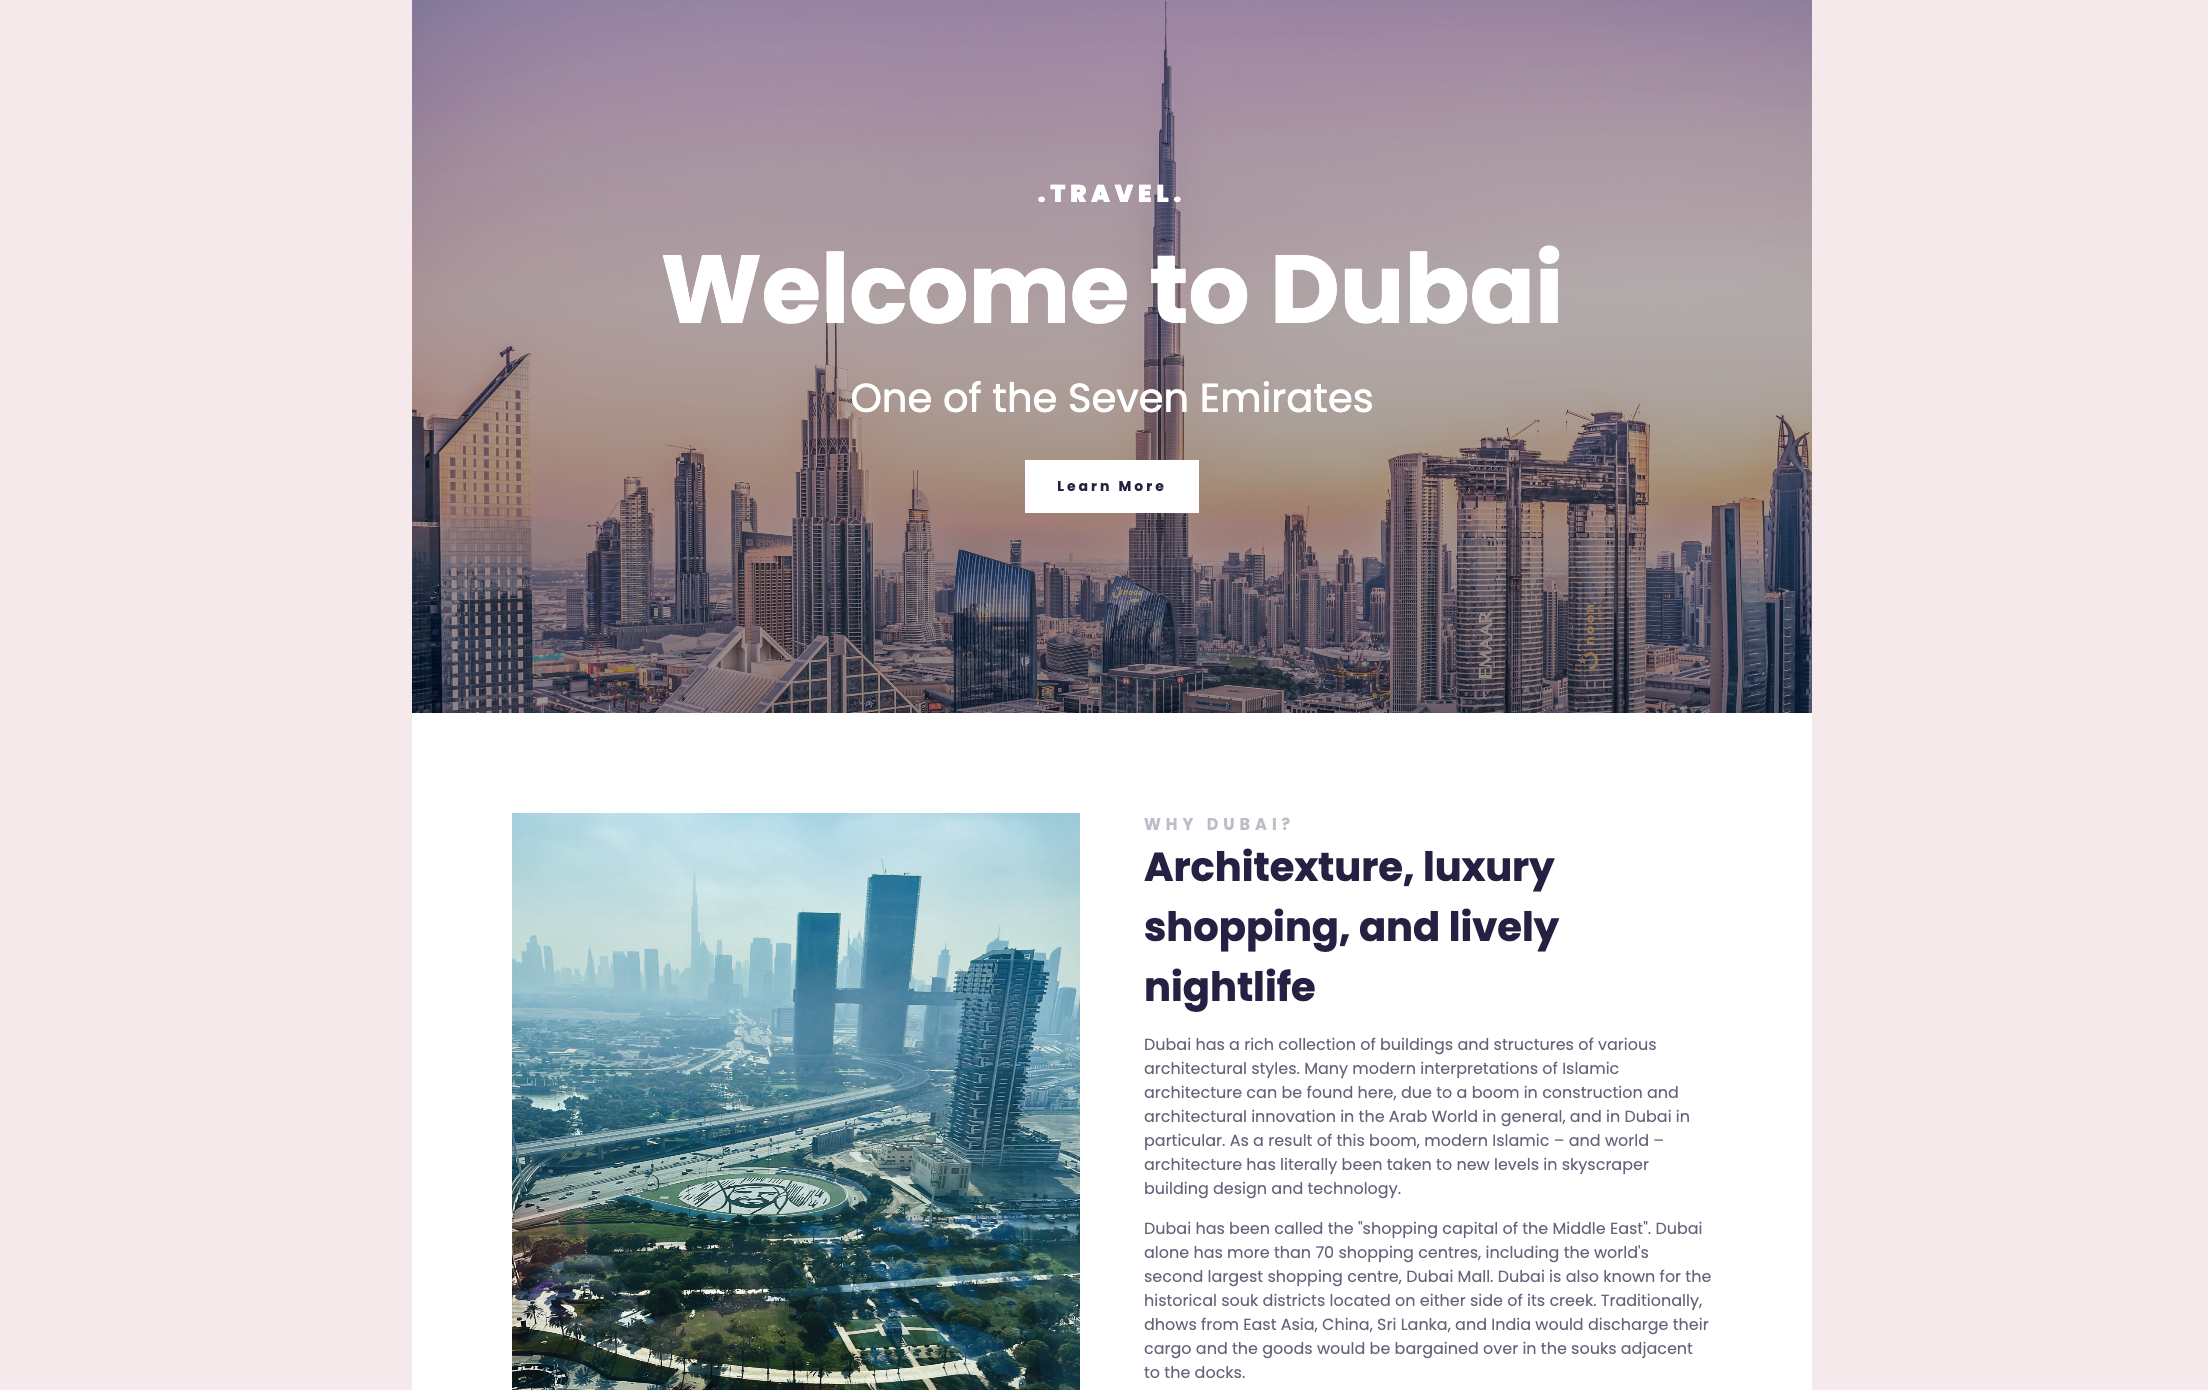 .TRAVEL.
Welcome to Dubai
One of the Seven Emirates
Learn More
EMAAR
noon
noon
WHY DUBAI?
Architexture, luxury
shopping, and lively
nightlife
Dubai has a rich collection of buildings and structures of various
architectural styles. Many modern interpretations of Islamic
architecture can be found here, due to a boom in construction and
architectural innovation in the Arab World in general, and in Dubai in
particular. As a result of this boom, modern Islamic – and world –
architecture has literally been taken to new levels in skyscraper
building design and technology.
Dubai has been called the "shopping capital of the Middle East". Dubai
alone has more than 70 shopping centres, including the world's
second largest shopping centre, Dubai Mall. Dubai is also known for the
historical souk districts located on either side of its creek. Traditionally,
dhows from East Asia, China, Sri Lanka, and India would discharge their
cargo and the goods would be bargained over in the souks adjacent
to the docks.